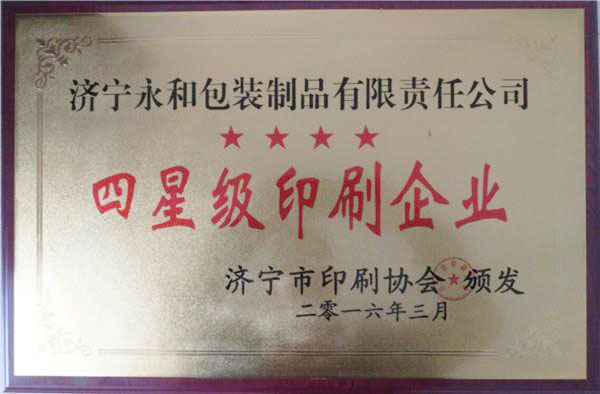 济宁永和包装制品有限责任公司
★★★★
四星级印刷企业
济宁市印刷协会 颁发
二零一六年三月